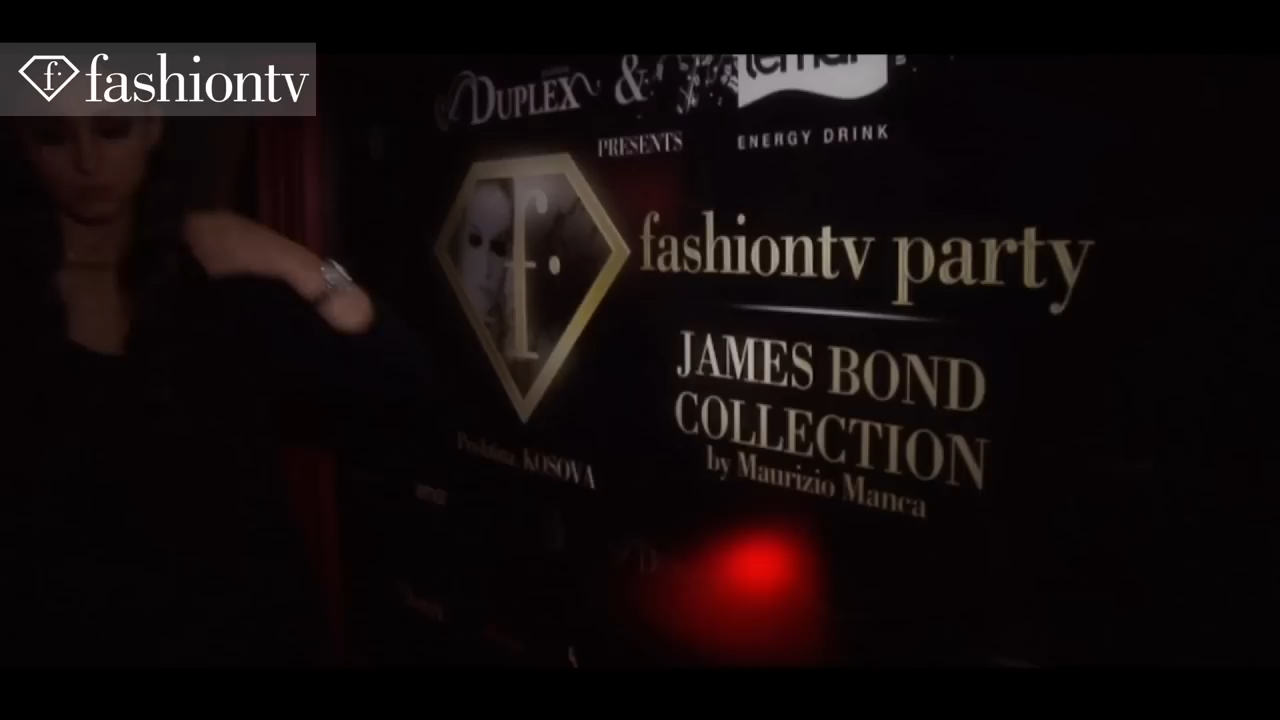 fashiontv
DUPLEX &
PRESENTS
ENERGY DRINK
f.
fashiontv party
JAMES BOND
COLLECTION
by Maurizio Manca
KOSOVA